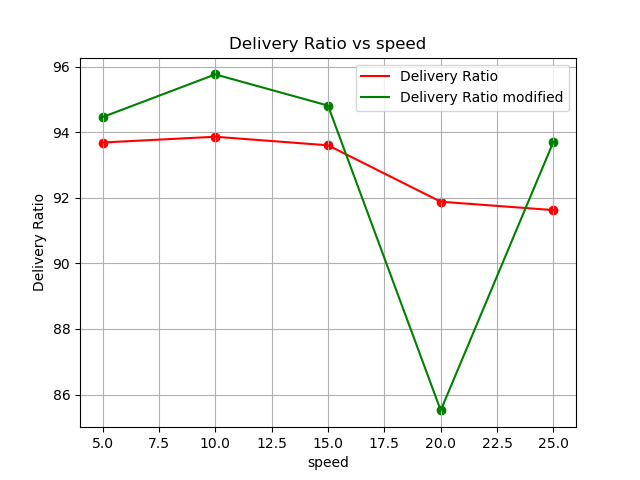 Delivery Ratio vs speed
Delivery Ratio
Delivery Ratio modified
96
94
92
90
88
86
Delivery Ratio
5.0 7.5 10.0 12.5 15.0 17.5 20.0 22.5 25.0
speed